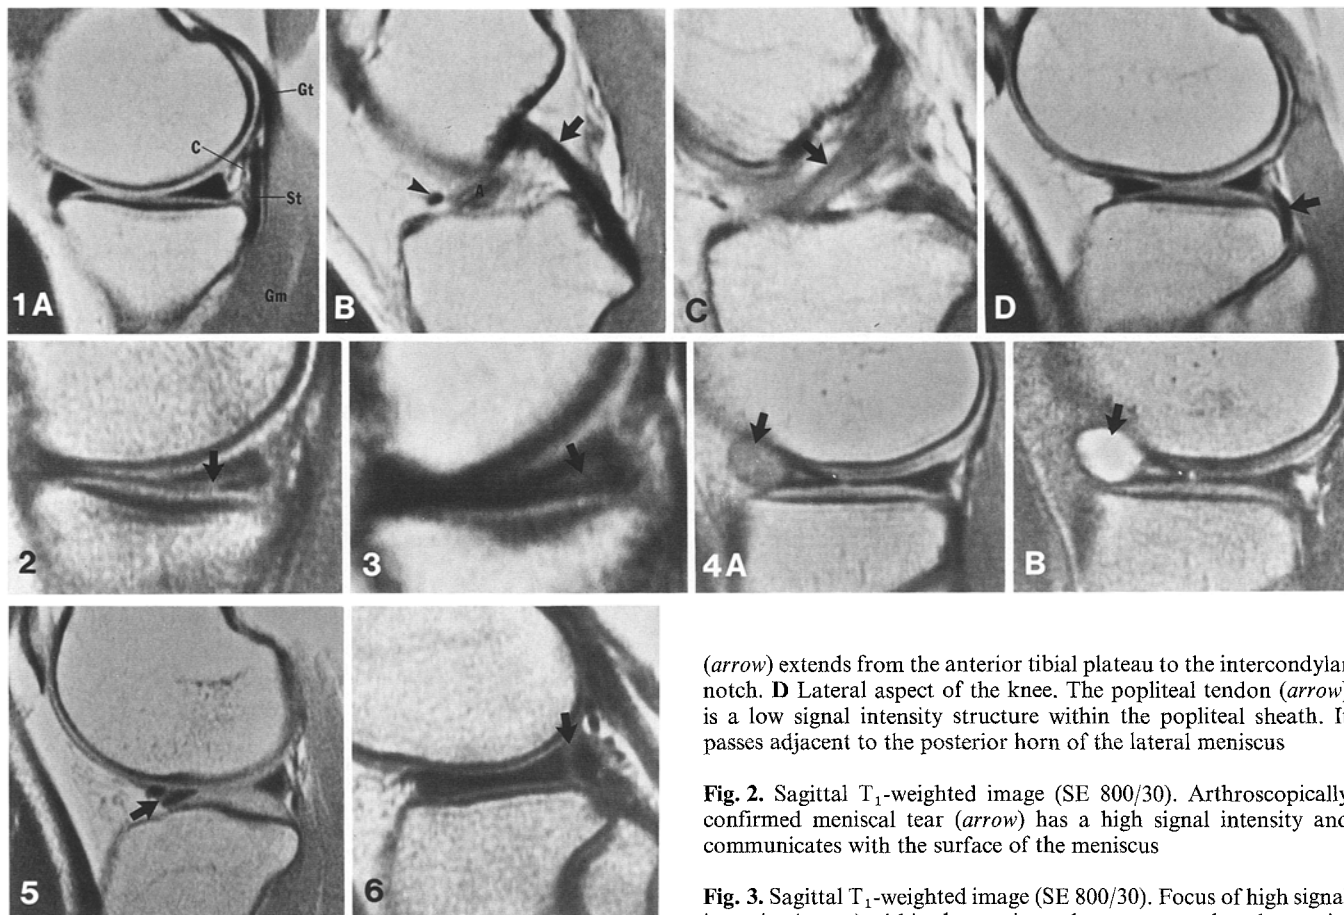 1A
Gt
C
St
Gm
B
A
C
D
2
3
4A
B
5
6
(arrow) extends from the anterior tibial plateau to the intercondylar
notch. D Lateral aspect of the knee. The popliteal tendon (arrow)
is a low signal intensity structure within the popliteal sheath. It
passes adjacent to the posterior horn of the lateral meniscus
Fig. 2. Sagittal T₁-weighted image (SE 800/30). Arthroscopically
confirmed meniscal tear (arrow) has a high signal intensity and
communicates with the surface of the meniscus
Fig. 3. Sagittal T₁-weighted image (SE 800/30). Focus of high signal